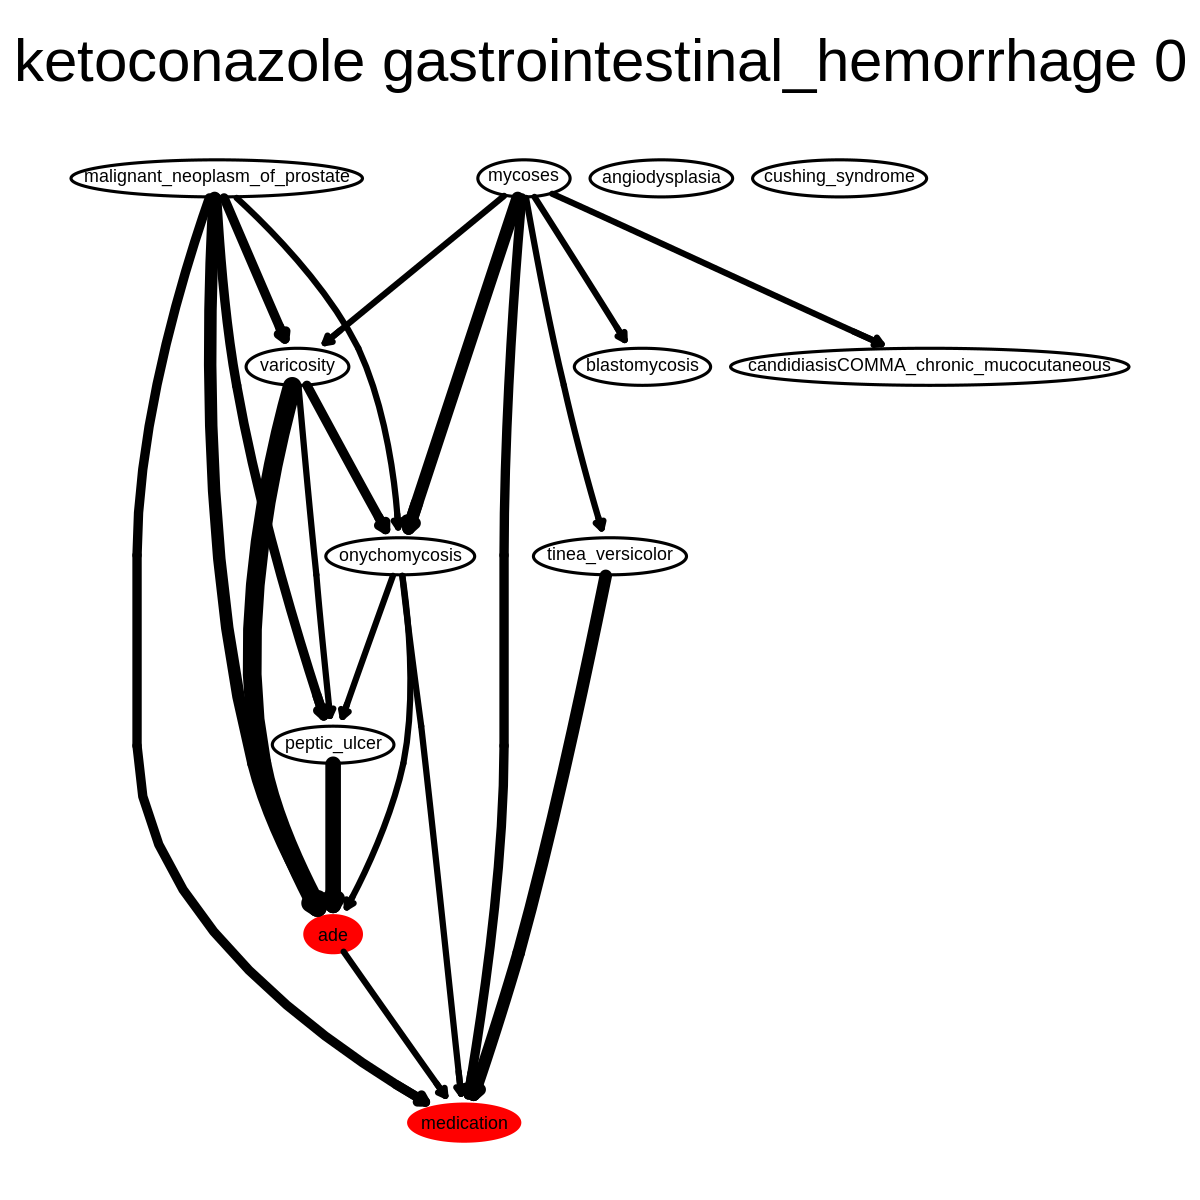 ketoconazole gastrointestinal_hemorrhage 0
malignant_neoplasm_of_prostate
mycoses
angiodysplasia
cushing_syndrome
varicosity
blastomycosis
candidiasisCOMMA_chronic_mucocutaneous
onychomycosis
tinea_versicolor
peptic_ulcer
ade
medication